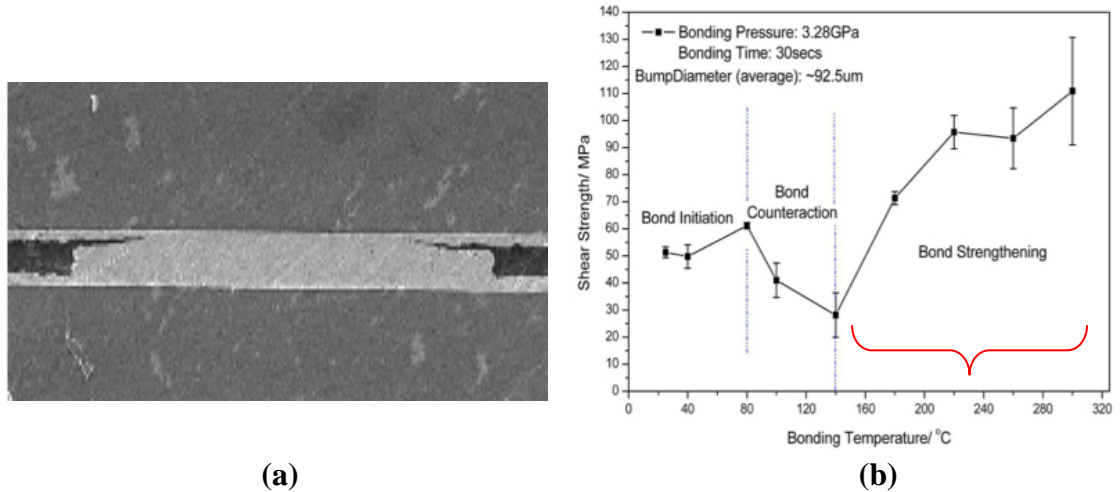 Bonding Pressure: 3.28GPa
Bonding Time: 30secs
BumpDiameter (average): ~92.5um
Bond Initiation
Bond
Counteraction
Bond Strengthening
Shear Strength/ MPa
140
130
120
110
100
90
80
70
60
50
40
30
20
10
0
0 40 80 120 160 200 240 280 320
Bonding Temperature/ °C
(a)
(b)